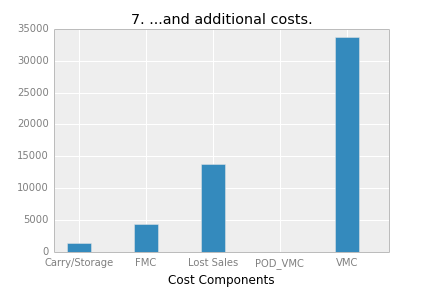 7. ...and additional costs.
35000
30000
25000
20000
15000
10000
5000
0
Carry/Storage FMC Lost Sales POD_VMC VMC
Cost Components